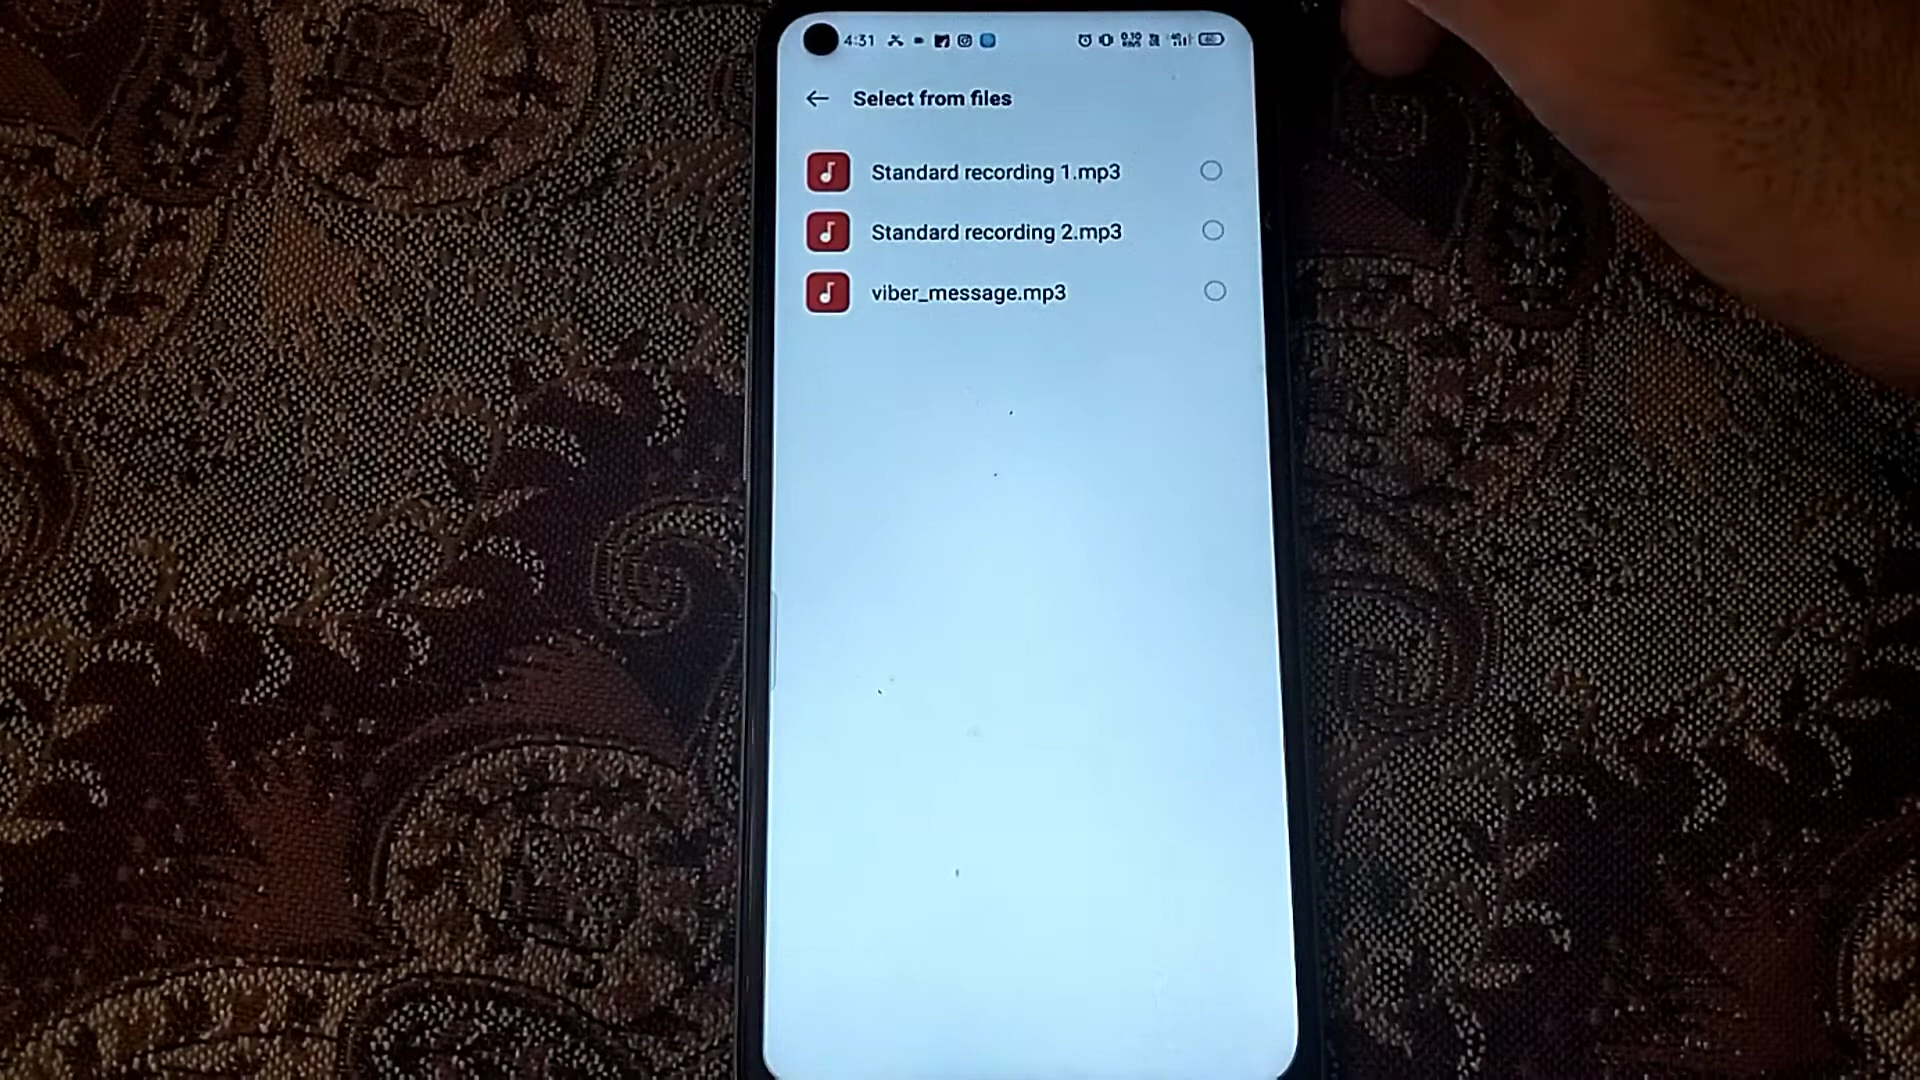 4:31
Select from files
Standard recording 1.mp3
Standard recording 2.mp3
viber_message.mp3